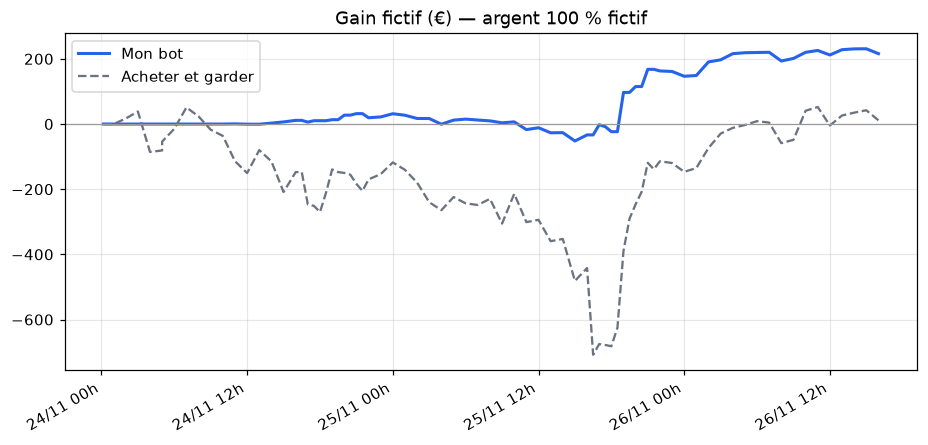 Gain fictif (€) — argent 100 % fictif
Mon bot
Acheter et garder
200
0
−200
−400
−600
24/11 00h
24/11 12h
25/11 00h
25/11 12h
26/11 00h
26/11 12h